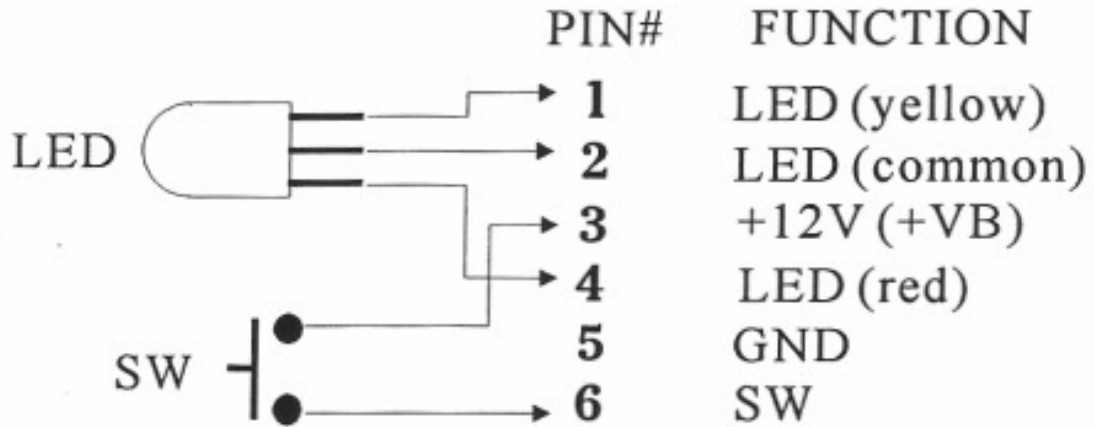 PIN# FUNCTION
1 LED (yellow)
LED 2 LED (common)
3 +12V (+VB)
4 LED (red)
5 GND
SW 6 SW